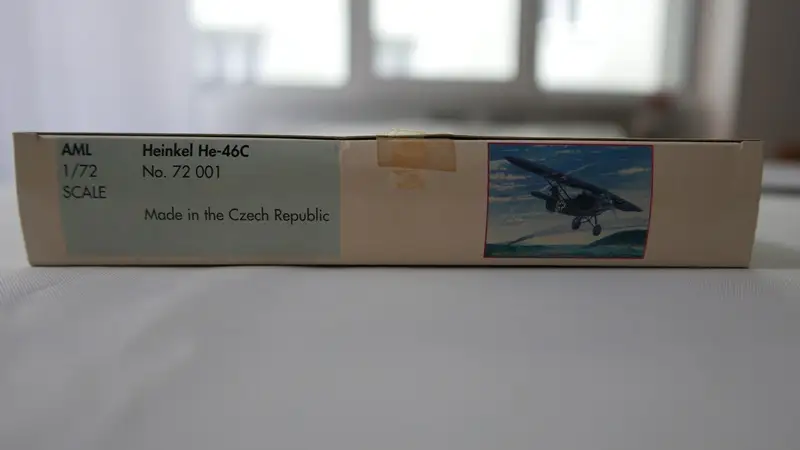 AML
1/72
SCALE
Heinkel He-46C
No. 72 001
Made in the Czech Republic